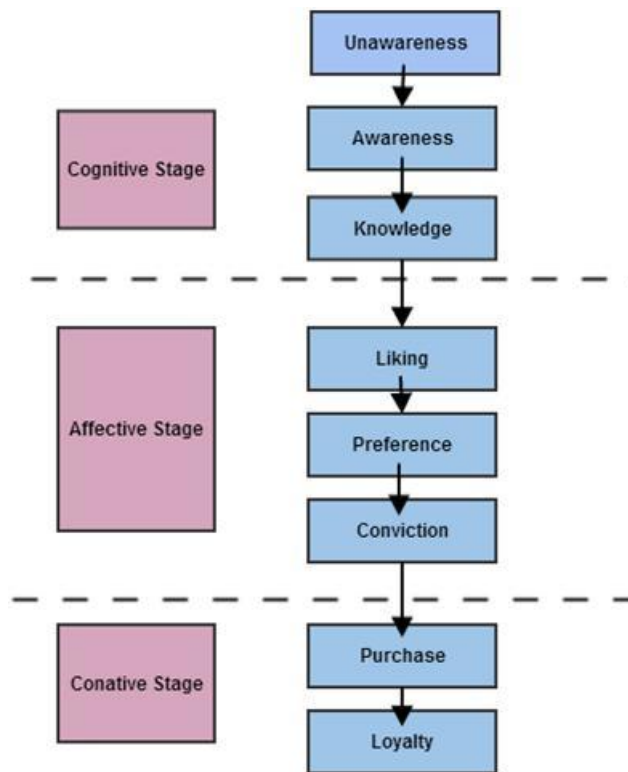 Unawareness
Cognitive Stage
Awareness
Knowledge
Affective Stage
Liking
Preference
Conviction
Conative Stage
Purchase
Loyalty